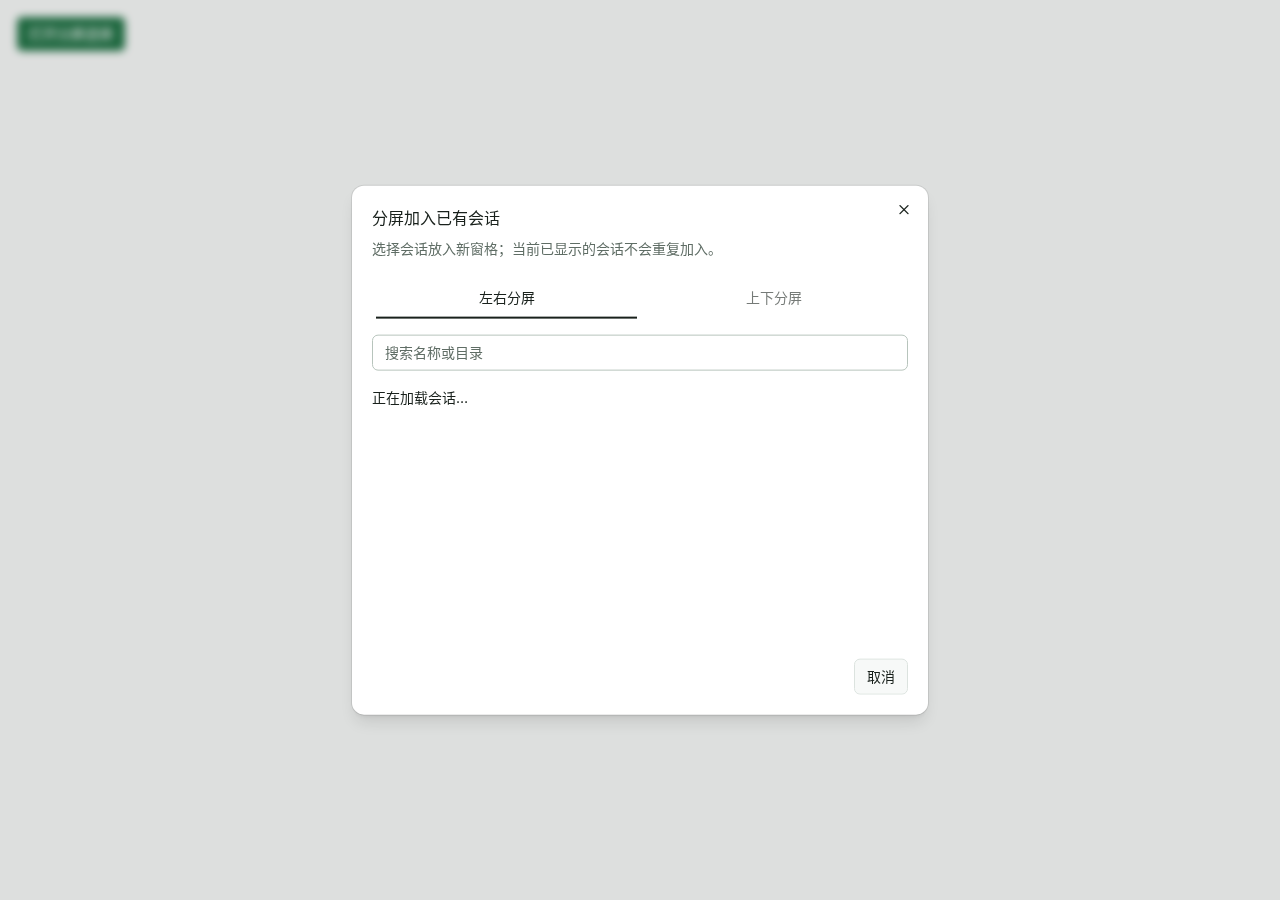 分屏加入已有会话
选择会话放入新窗格；当前已显示的会话不会重复加入。
左右分屏
上下分屏
搜索名称或目录
正在加载会话...
取消